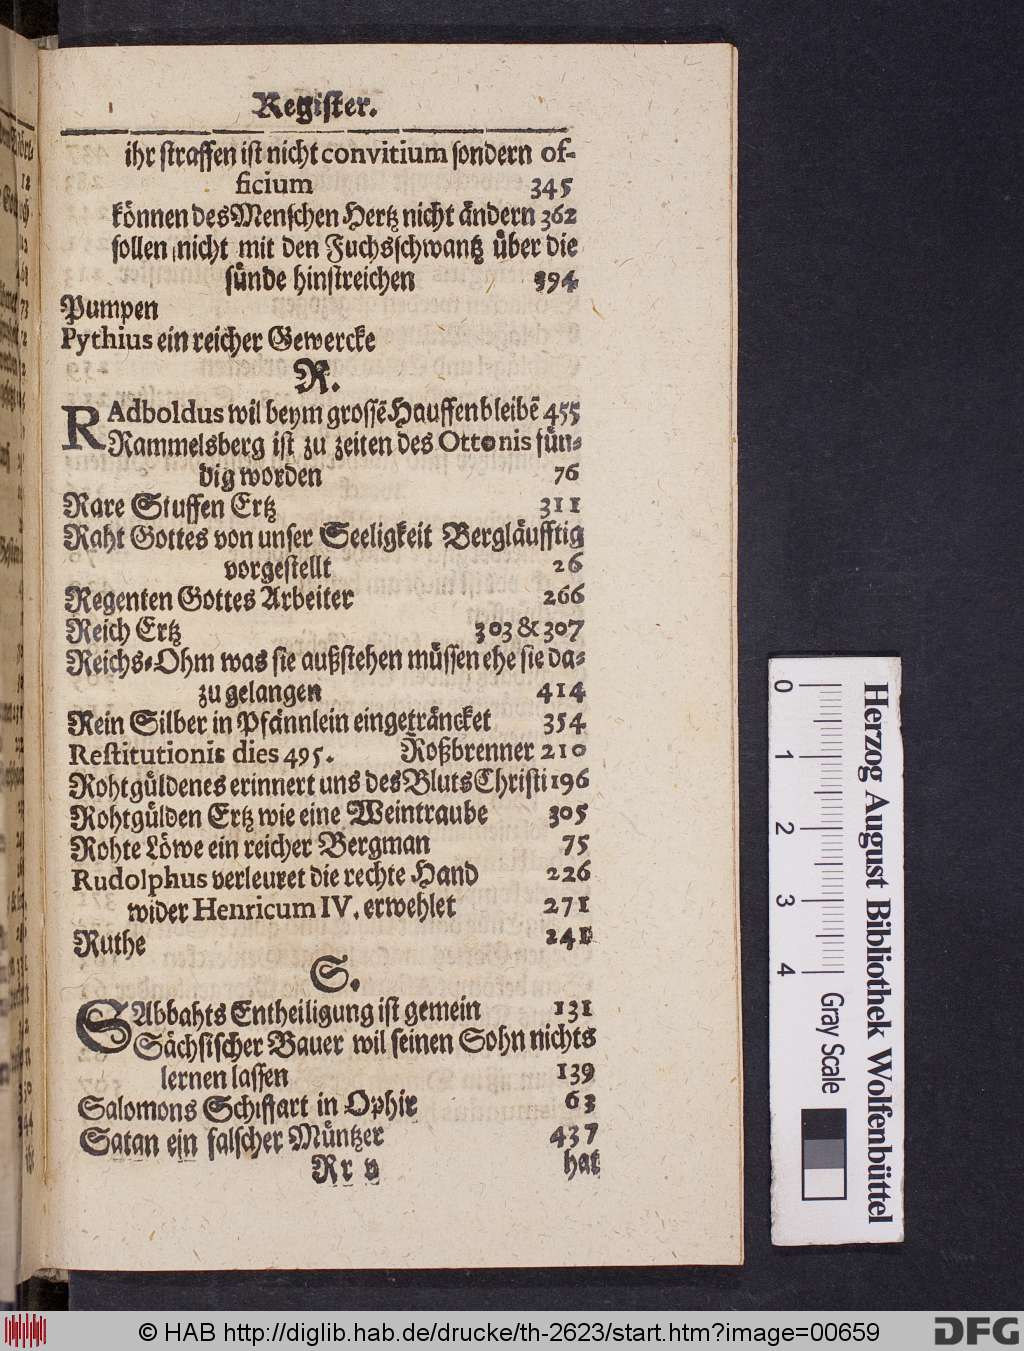 Register.
ihr straffen ist nicht convitium sondern of-
ficium 345
können des Menschen Hertz nicht ändern 362
sollen nicht mit den Fuchsschwantz über die
sünde hinstreichen 394
Pumpen
Pythius ein reicher Gewercke
R.
RAdboldus wil beym grossē Hauffen bleibē 455
Rammelsberg ist zu zeiten des Ottonis fün-
dig worden 76
Rare Stuffen Ertz 311
Raht Gottes von unser Seeligkeit Bergläufftig
vorgestellt 26
Regenten Gottes Arbeiter 266
Reich Ertz 303 & 307
Reichs-Ohm was sie außstehen müssen ehe sie da-
zu gelangen 414
Rein Silber in Pfännlein eingeträncket 354
Restitutionis dies 495. Roßbrenner 210
Rohtgüldenes erinnert uns des Bluts Christi 196
Rohtgülden Ertz wie eine Weintraube 305
Rohte Löwe ein reicher Bergman 75
Rudolphus verleuret die rechte Hand 226
wider Henricum IV. erwehlet 271
Ruthe 241
S.
SAbbahts Entheiligung ist gemein 131
Sächsischer Bauer wil seinen Sohn nichts
lernen lassen 139
Salomons Schiffart in Ophir 63
Satan ein falscher Müntzer 437
Rr v hat
0 1 2 3 4
Gray Scale
Herzog August Bibliothek Wolfenbüttel
© HAB http://diglib.hab.de/drucke/th-2623/start.htm?image=00659
DFG